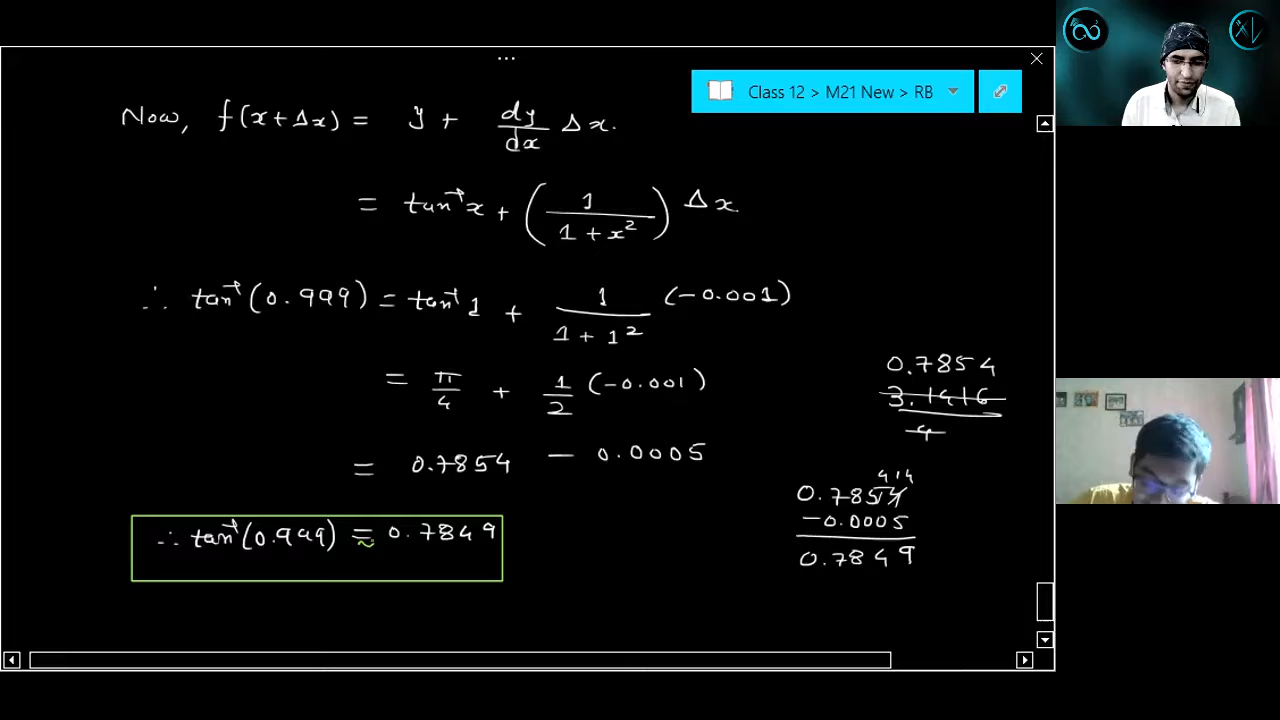 Class 12 > M21 New > RB
Now, f(x+Δx) = y + dy/dx Δx.
= tan⁻¹x + (1/(1+x²)) Δx.
∴ tan⁻¹(0.999) = tan⁻¹1 + 1/(1+1²) (-0.001)
= π/4 + 1/2 (-0.001)
= 0.7854 — 0.0005
∴ tan⁻¹(0.999) ≅ 0.7849
0.7854
3.1416
4
4 14
0.7854
-0.0005
0.7849